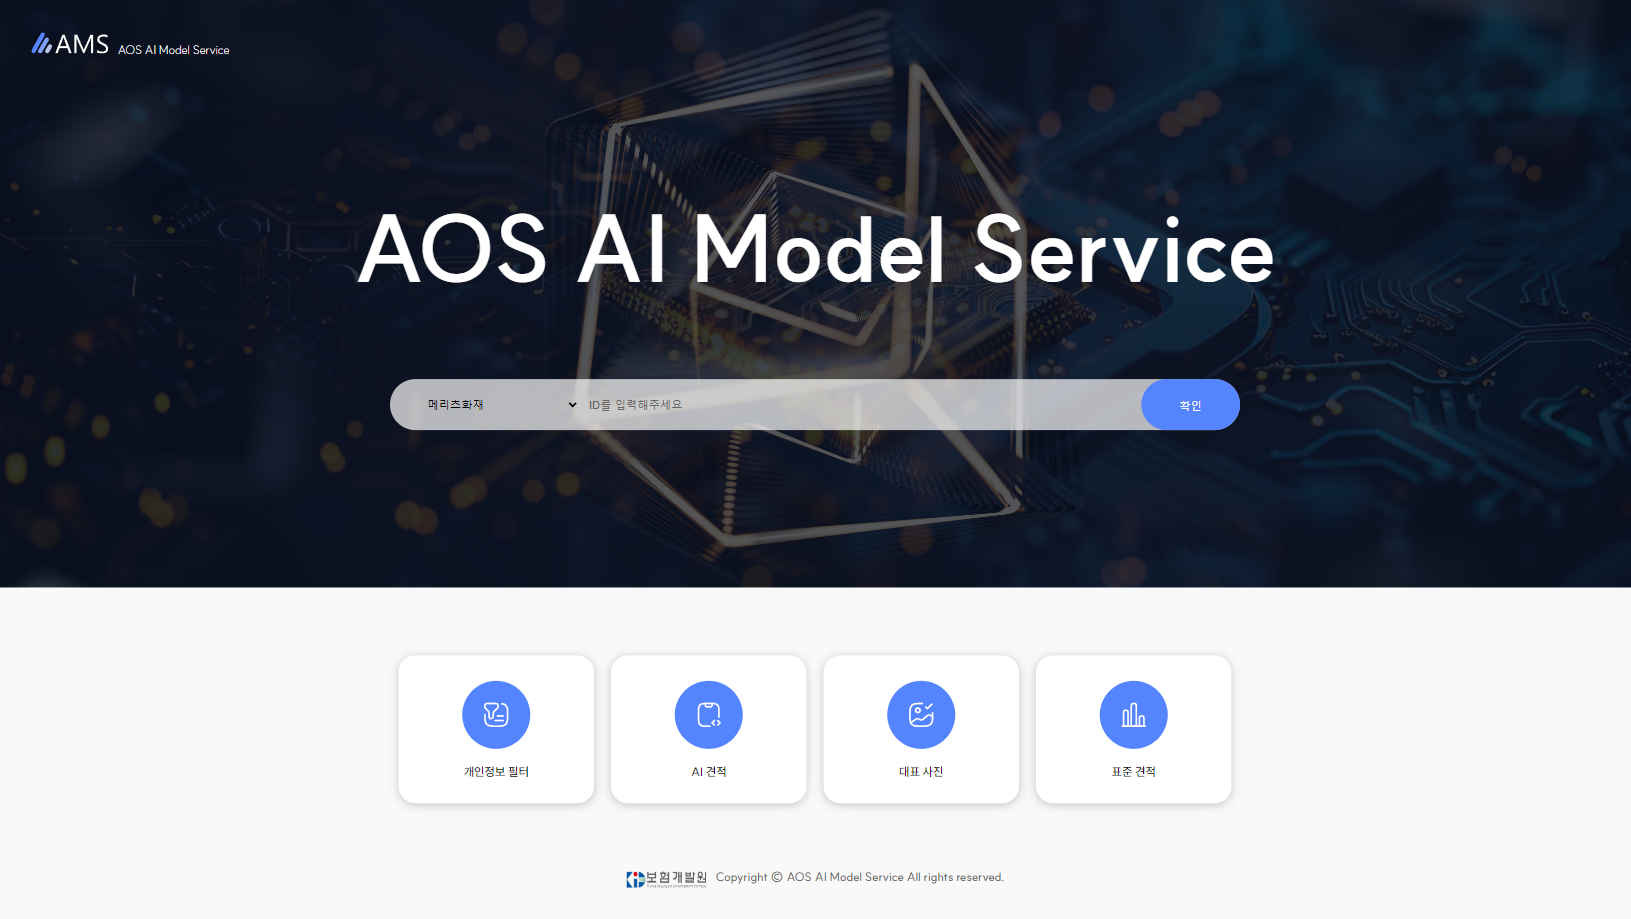 AMS AOS AI Model Service
AOS AI Model Service
메리츠화재 ID를 입력해주세요 확인
개인정보 필터 AI 견적 대표 사진 표준 견적
보험개발원 Copyright © AOS AI Model Service All rights reserved.